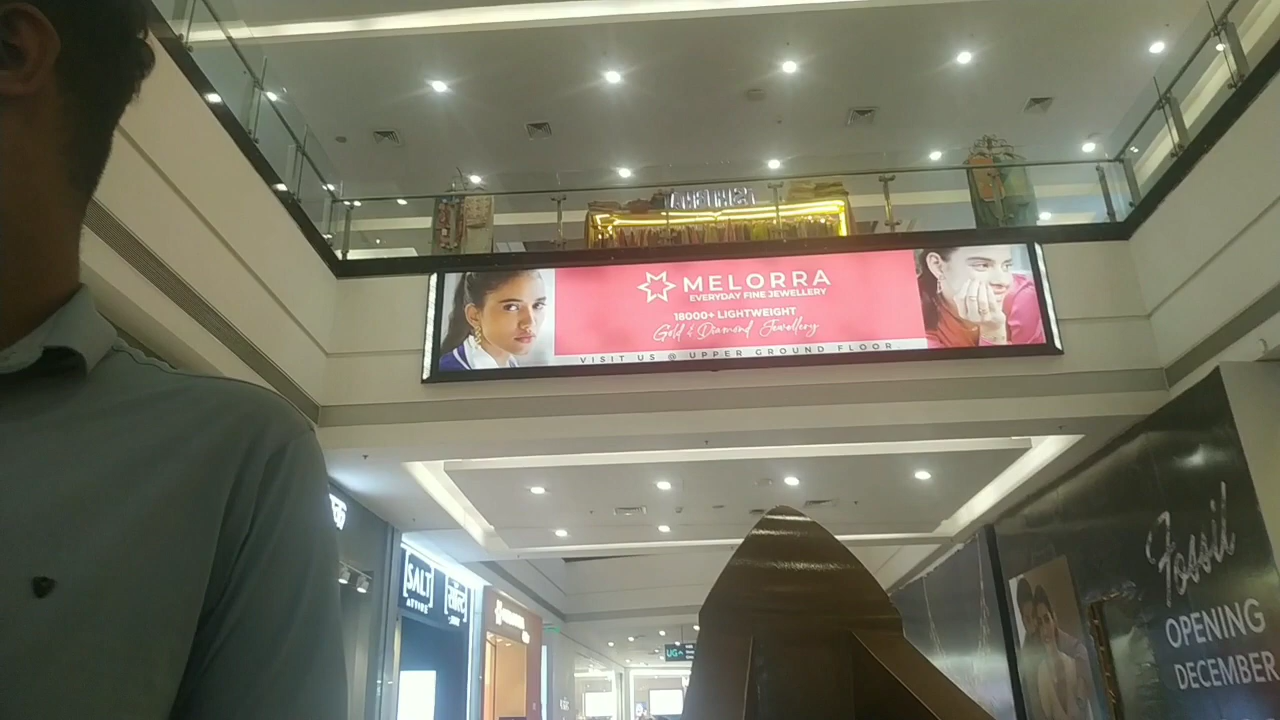 MELORRA
EVERYDAY FINE JEWELLERY
18000+ LIGHTWEIGHT
Gold & Diamond Jewellery
VISIT US @ UPPER GROUND FLOOR
[SALT]
ATTIRE
UG
Fossil
OPENING
DECEMBER